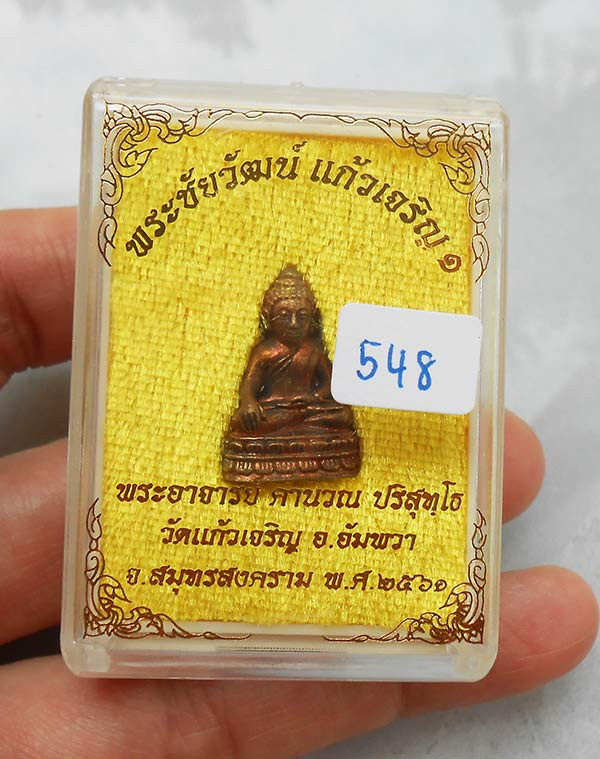 พระชัยวัฒน์ แก้วเจริญ ๑
548
พระอาจารย์ คานวณ ปริสุทฺโธ
วัดแก้วเจริญ อ.อัมพวา
จ.สมุทรสงคราม พ.ศ.๒๕๖๑